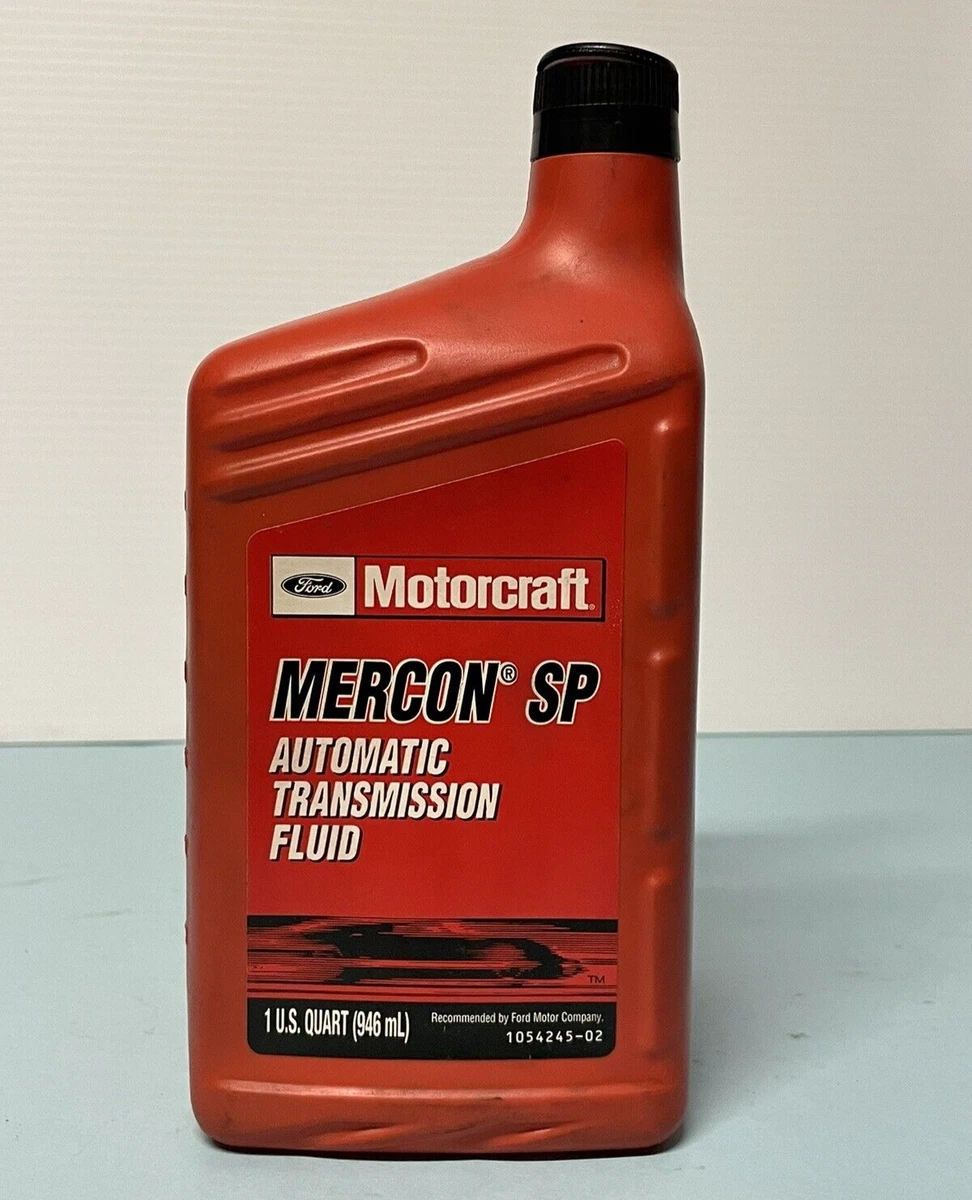 Ford Motorcraft®
MERCON® SP
AUTOMATIC
TRANSMISSION
FLUID
TM
1 U.S. QUART (946 mL)
Recommended by Ford Motor Company.
1054245-02